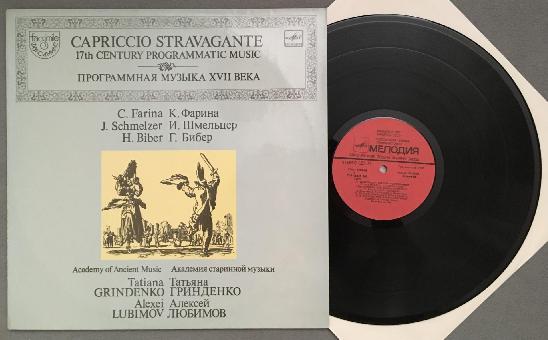 CAPRICCIO STRAVAGANTE
17th CENTURY PROGRAMMATIC MUSIC
ПРОГРАММНАЯ МУЗЫКА XVII ВЕКА
C. Farina К. Фарина
J. Schmelzer И. Шмельцер
H. Biber Г. Бибер
Academy of Ancient Music Академия старинной музыки
Tatiana Татьяна
GRINDENKO ГРИНДЕНКО
Alexei Алексей
LUBIMOV ЛЮБИМОВ
МЕЛОДИЯ